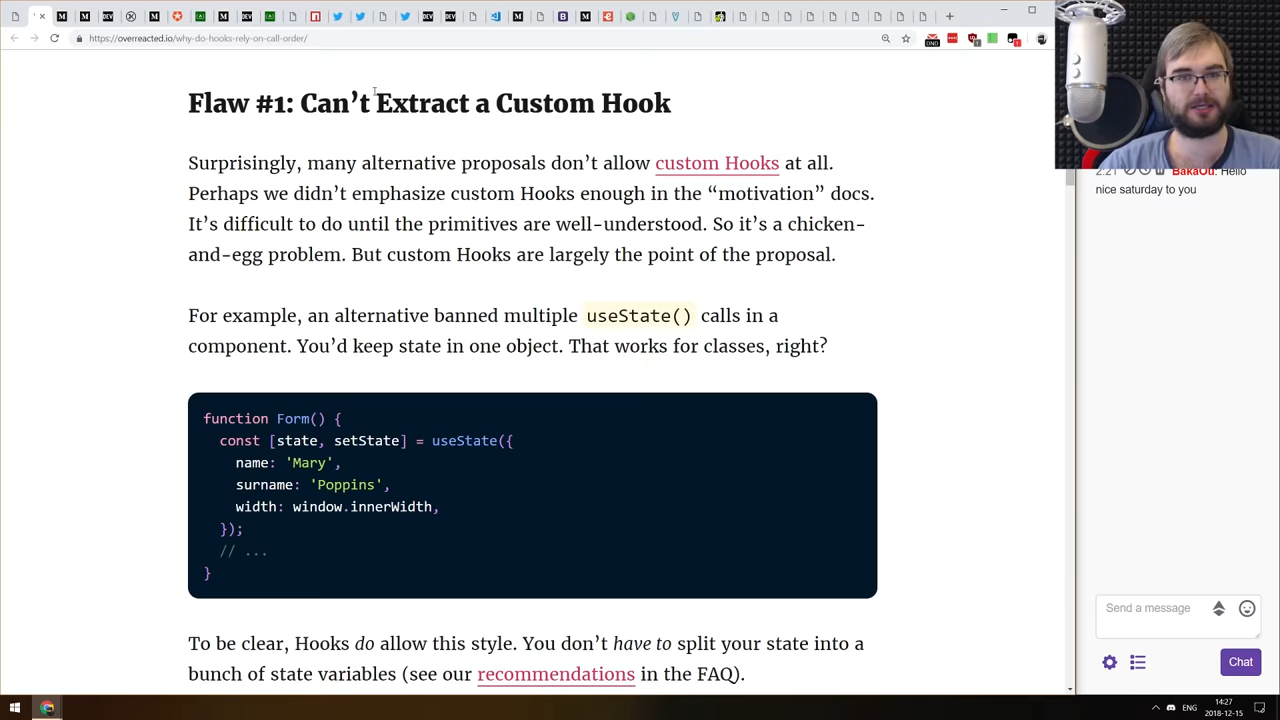 https://overreacted.io/why-do-hooks-rely-on-call-order/
Flaw #1: Can’t Extract a Custom Hook
Surprisingly, many alternative proposals don’t allow custom Hooks at all.
Perhaps we didn’t emphasize custom Hooks enough in the “motivation” docs.
It’s difficult to do until the primitives are well-understood. So it’s a chicken-
and-egg problem. But custom Hooks are largely the point of the proposal.
For example, an alternative banned multiple useState() calls in a
component. You’d keep state in one object. That works for classes, right?
function Form() {
const [state, setState] = useState({
name: 'Mary',
surname: 'Poppins',
width: window.innerWidth,
});
// ...
}
To be clear, Hooks do allow this style. You don’t have to split your state into a
bunch of state variables (see our recommendations in the FAQ).
2:21 BakaOu: Hello
nice saturday to you
Send a message
Chat
ENG
14:27
2018-12-15